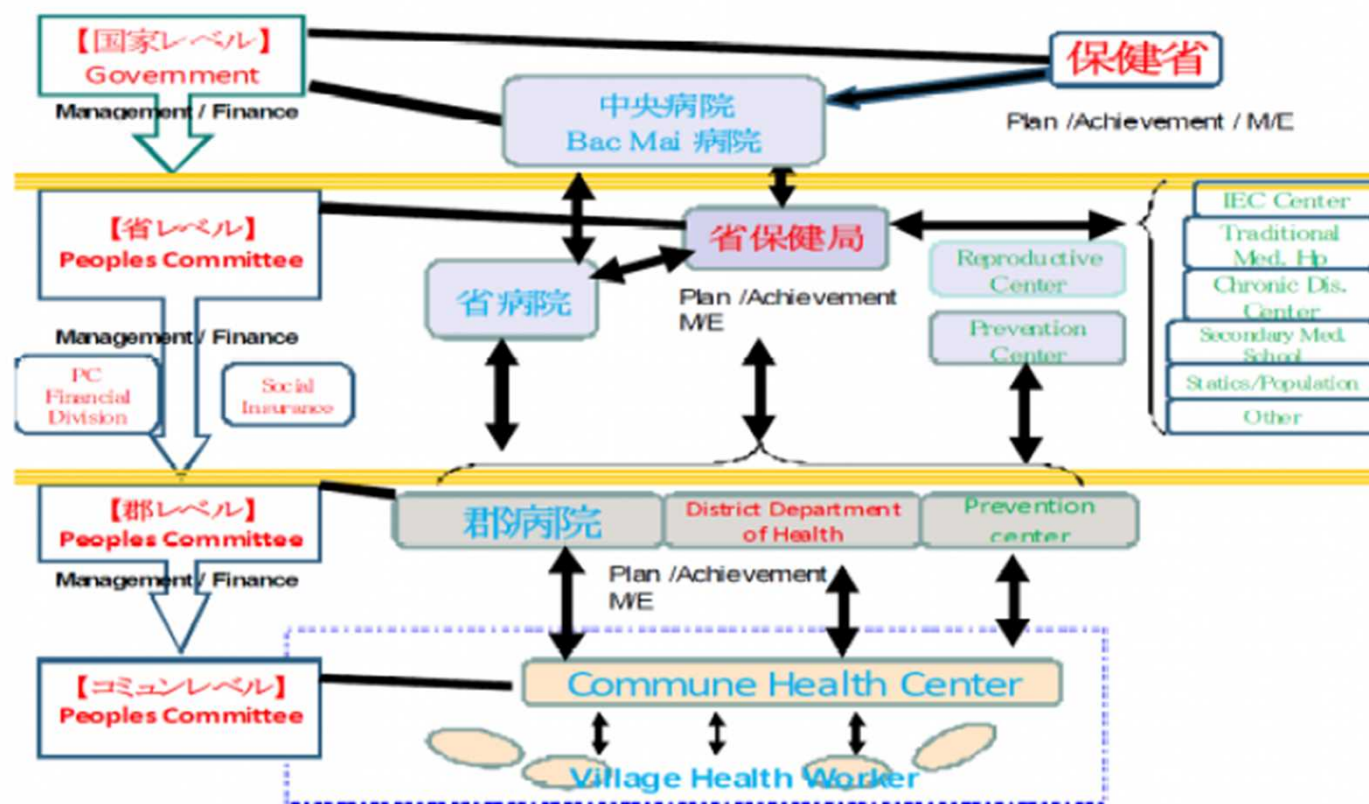 【国家レベル】
Government
Management / Finance
保健省
Plan /Achievement / M/E
中央病院
Bac Mai 病院
【省レベル】
Peoples Committee
省保健局
省病院
Plan /Achievement
M/E
Reproductive
Center
Prevention
Center
IEC Center
Traditional
Med. Hp
Chronic Dis.
Center
Secondary Med.
School
Statics/Population
Other
Management / Finance
PC
Financial
Division
Social
Insurance
【郡レベル】
Peoples Committee
Management / Finance
郡病院
District Department
of Health
Prevention
center
Plan /Achievement
M/E
【コミュンレベル】
Peoples Committee
Commune Health Center
Village Health Worker